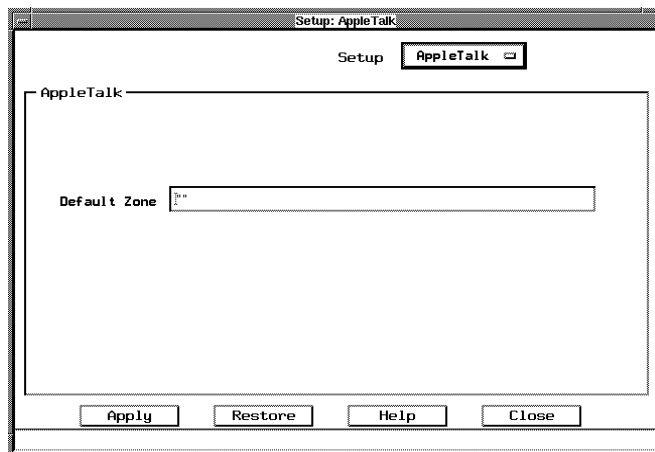 Setup: AppleTalk
Setup AppleTalk
AppleTalk
Default Zone ""
Apply Restore Help Close